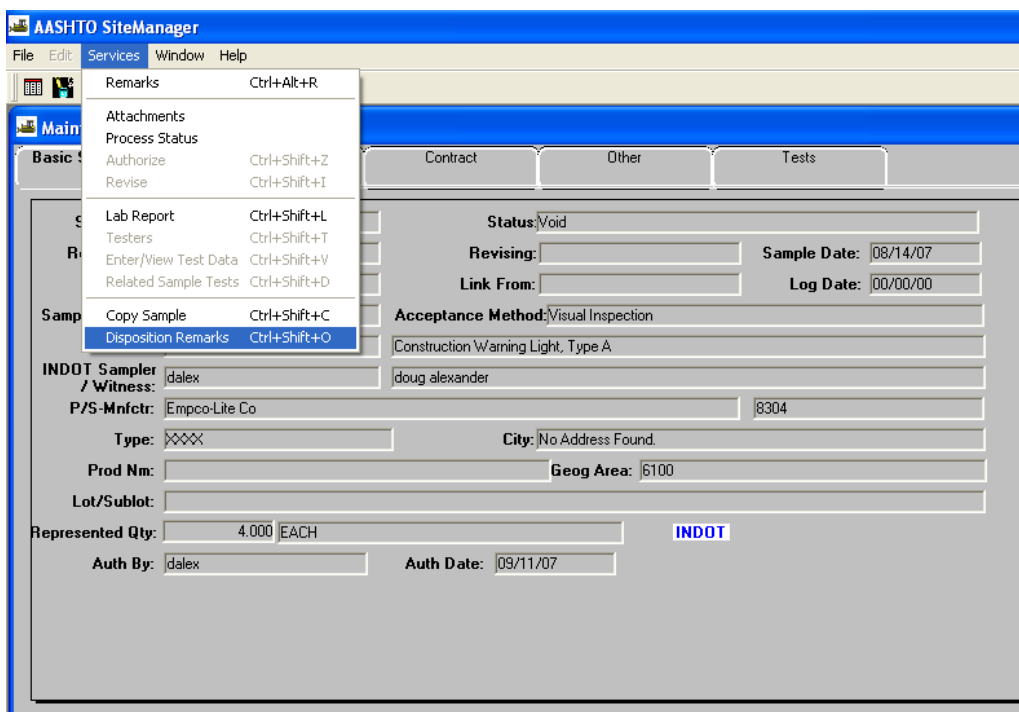 AASHTO SiteManager
File Edit Services Window Help
Remarks Ctrl+Alt+R
Attachments
Process Status
Authorize Ctrl+Shift+Z
Revise Ctrl+Shift+I
Lab Report Ctrl+Shift+L
Testers Ctrl+Shift+T
Enter/View Test Data Ctrl+Shift+V
Related Sample Tests Ctrl+Shift+D
Copy Sample Ctrl+Shift+C
Disposition Remarks Ctrl+Shift+O
Main
Basic S Contract Other Tests
S Status: Void
R Revising: Sample Date: 08/14/07
Link From: Log Date: 00/00/00
Samp Acceptance Method: Visual Inspection
Construction Warning Light, Type A
INDOT Sampler
/ Witness: dalex doug alexander
P/S-Mnfctr: Empco-Lite Co 8304
Type: XXXX City: No Address Found.
Prod Nm: Geog Area: 6100
Lot/Sublot:
Represented Qty: 4.000 EACH INDOT
Auth By: dalex Auth Date: 09/11/07